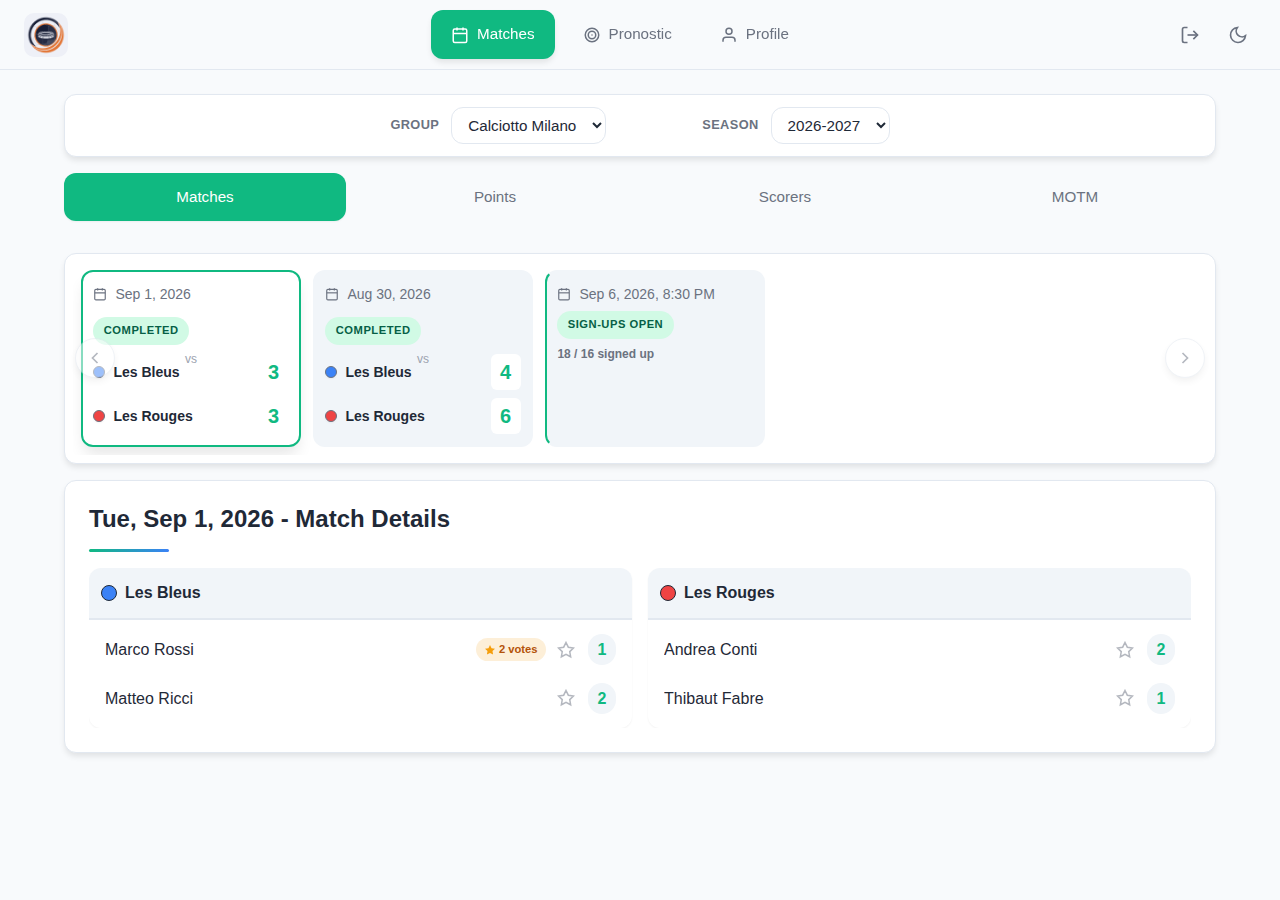 Matches
Pronostic
Profile
GROUP
Calciotto Milano
SEASON
2026-2027
Matches
Points
Scorers
MOTM
Sep 1, 2026
COMPLETED
vs
Les Bleus 3
Les Rouges 3
Aug 30, 2026
COMPLETED
vs
Les Bleus 4
Les Rouges 6
Sep 6, 2026, 8:30 PM
SIGN-UPS OPEN
18 / 16 signed up
Tue, Sep 1, 2026 - Match Details
Les Bleus
Marco Rossi 2 votes 1
Matteo Ricci 2
Les Rouges
Andrea Conti 2
Thibaut Fabre 1